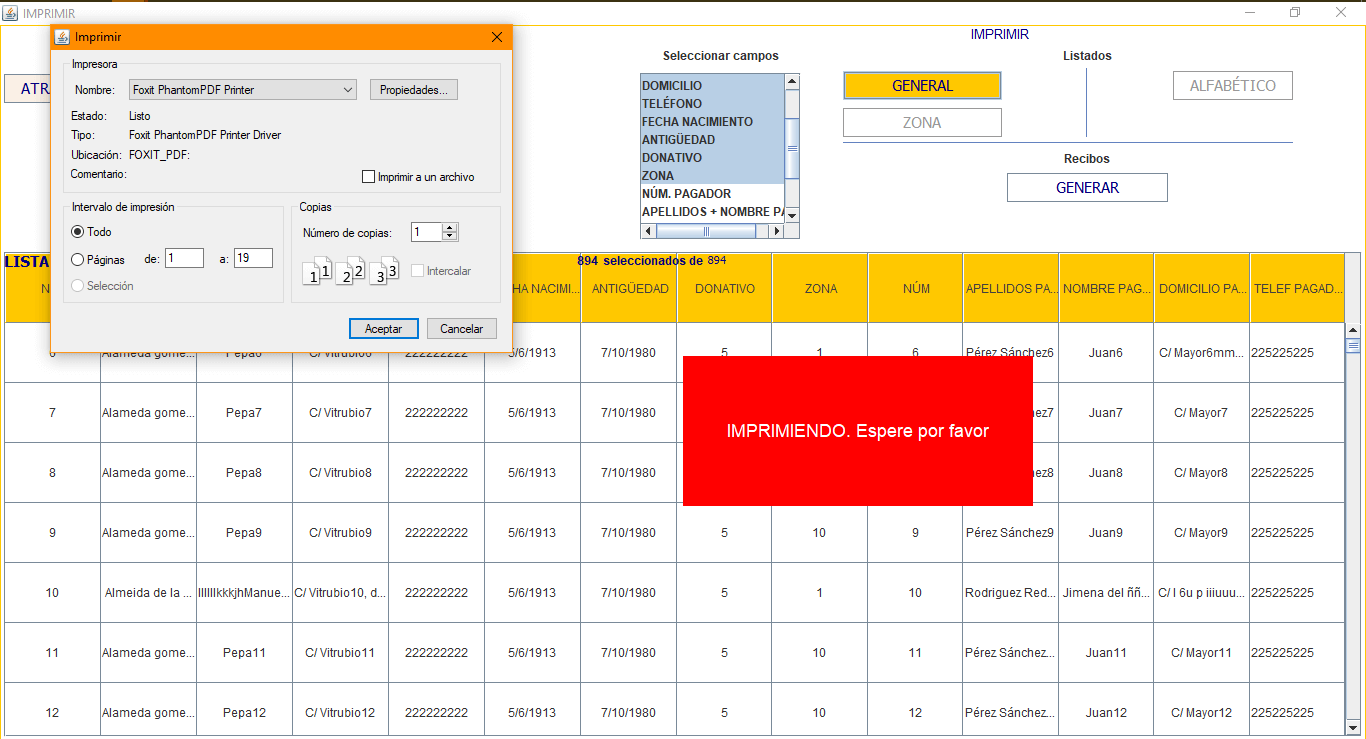 IMPRIMIR
Imprimir
Impresora
Nombre: Foxit PhantomPDF Printer Propiedades...
Estado: Listo
Tipo: Foxit PhantomPDF Printer Driver
Ubicación: FOXIT_PDF:
Comentario: Imprimir a un archivo
Intervalo de impresión
Todo
Páginas de: 1 a: 19
Selección
Copias
Número de copias: 1
1 1 2 2 3 3 Intercalar
Aceptar Cancelar
ATR
Seleccionar campos
DOMICILIO
TELÉFONO
FECHA NACIMIENTO
ANTIGÜEDAD
DONATIVO
ZONA
NÚM. PAGADOR
APELLIDOS + NOMBRE PA
IMPRIMIR
Listados
GENERAL ALFABÉTICO
ZONA
Recibos
GENERAR
LISTA 894 seleccionados de 894
N HA NACIMI... ANTIGÜEDAD DONATIVO ZONA NÚM APELLIDOS PA... NOMBRE PAG... DOMICILIO PA... TELEF PAGAD...
6 Alameda gome... Pepa6 C/ Vitrubio6 222222222 5/6/1913 7/10/1980 5 1 6 Pérez Sánchez6 Juan6 C/ Mayor6mm... 225225225
7 Alameda gome... Pepa7 C/ Vitrubio7 222222222 5/6/1913 7/10/1980 ez7 Juan7 C/ Mayor7 225225225
IMPRIMIENDO. Espere por favor
8 Alameda gome... Pepa8 C/ Vitrubio8 222222222 5/6/1913 7/10/1980 ez8 Juan8 C/ Mayor8 225225225
9 Alameda gome... Pepa9 C/ Vitrubio9 222222222 5/6/1913 7/10/1980 5 10 9 Pérez Sánchez9 Juan9 C/ Mayor9 225225225
10 Almeida de la ... IIIIIIkkkjhManue... C/ Vitrubio10, d... 222222222 5/6/1913 7/10/1980 5 1 10 Rodriguez Red... Jimena del ññ... C/ I 6u p iiiuuu... 225225225
11 Alameda gome... Pepa11 C/ Vitrubio11 222222222 5/6/1913 7/10/1980 5 10 11 Pérez Sánchez... Juan11 C/ Mayor11 225225225
12 Alameda gome... Pepa12 C/ Vitrubio12 222222222 5/6/1913 7/10/1980 5 10 12 Pérez Sánchez... Juan12 C/ Mayor12 225225225